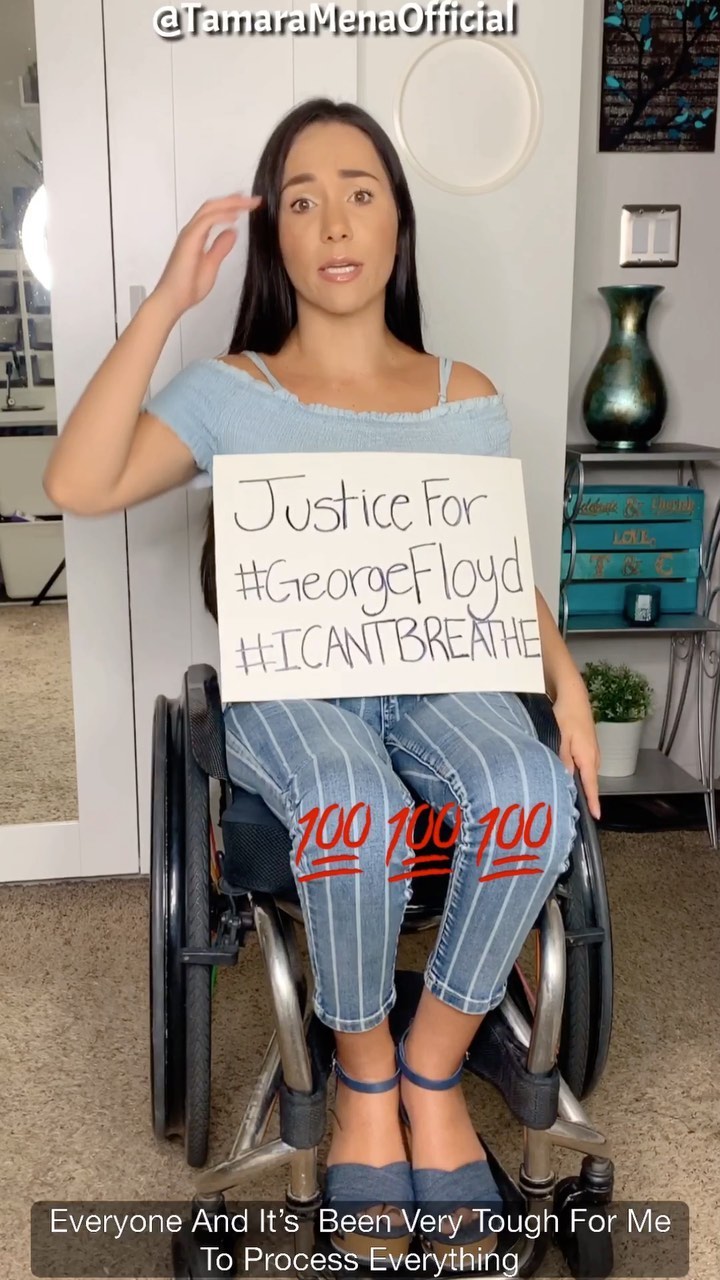 @TamaraMenaOfficial
Justice For
#GeorgeFloyd
#ICANTBREATHE
LOVE,
T & C
100 100 100
Everyone And It’s  Been Very Tough For Me
To Process Everything